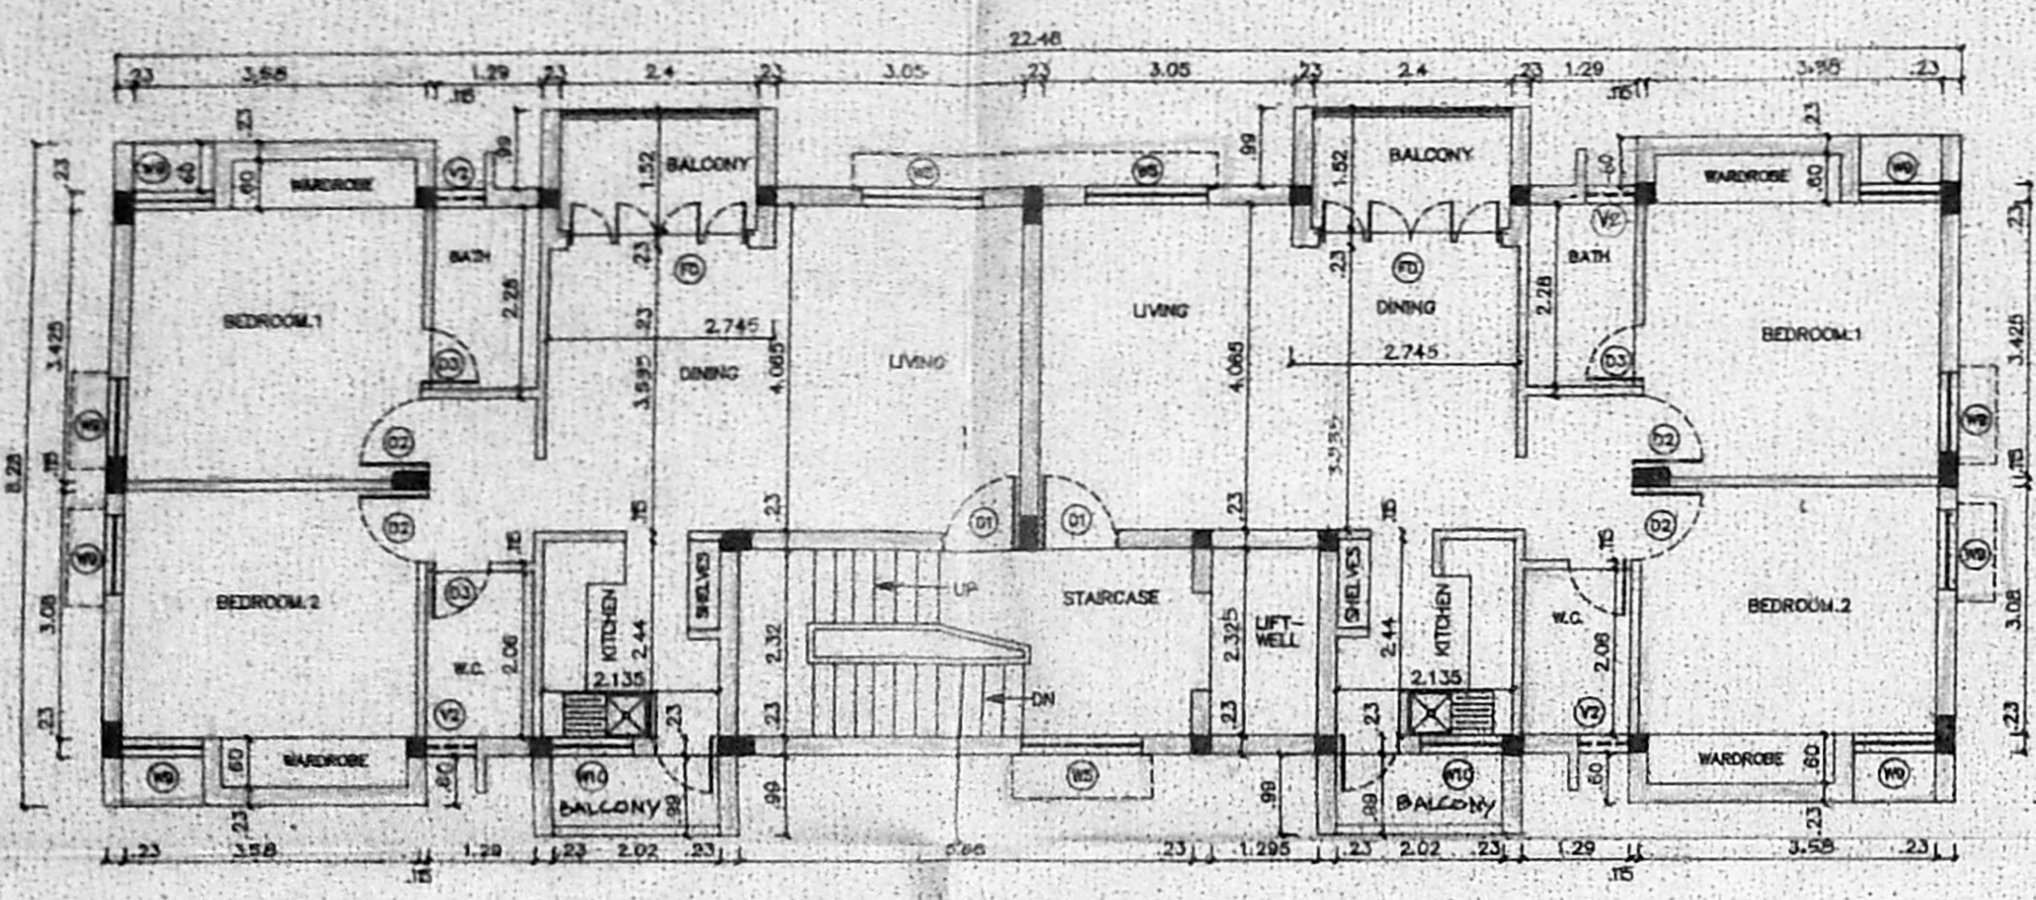 22.48
.23 3.58 1.29 .23 2.4 .23 3.05 .23 3.05 .23 2.4 .23 1.29 3.58 .23
.115 .115
.23 .99 .99 .23
.23 W9 .60 .60 WARDROBE V2 1.52 BALCONY W5 W5 1.52 BALCONY .60 WARDROBE .60 W9
V2 .23
BATH .23 FD .23 FD BATH
2.28 2.28
BEDROOM.1 .23 2.745 LIVING DINING BEDROOM.1
3.425 D3 3.535 DINING 4.065 LIVING 4.065 2.745 D3 3.425
D2 D2
8.28 .115 .115
D2 .115 .23 D1 D1 .23 .115 D2
.115 .115
BEDROOM.2 D3 KITCHEN SHELVES UP STAIRCASE LIFT SHELVES KITCHEN W.C. BEDROOM.2
WELL
3.08 W.C. 2.06 2.44 2.32 2.325 2.44 2.06 3.08
2.135 2.135
DN
.23 V2 .23 .23 .23 .23 V2 .23
W9 .60 WARDROBE .60 W10 W5 W10 .60 WARDROBE .60 W9
BALCONY .99 .99 .99 .99 BALCONY
.23 .23
.23 3.58 1.29 .23 2.02 .23 .23 1.295 .23 2.02 .23 1.29 3.58 .23
.115 .115